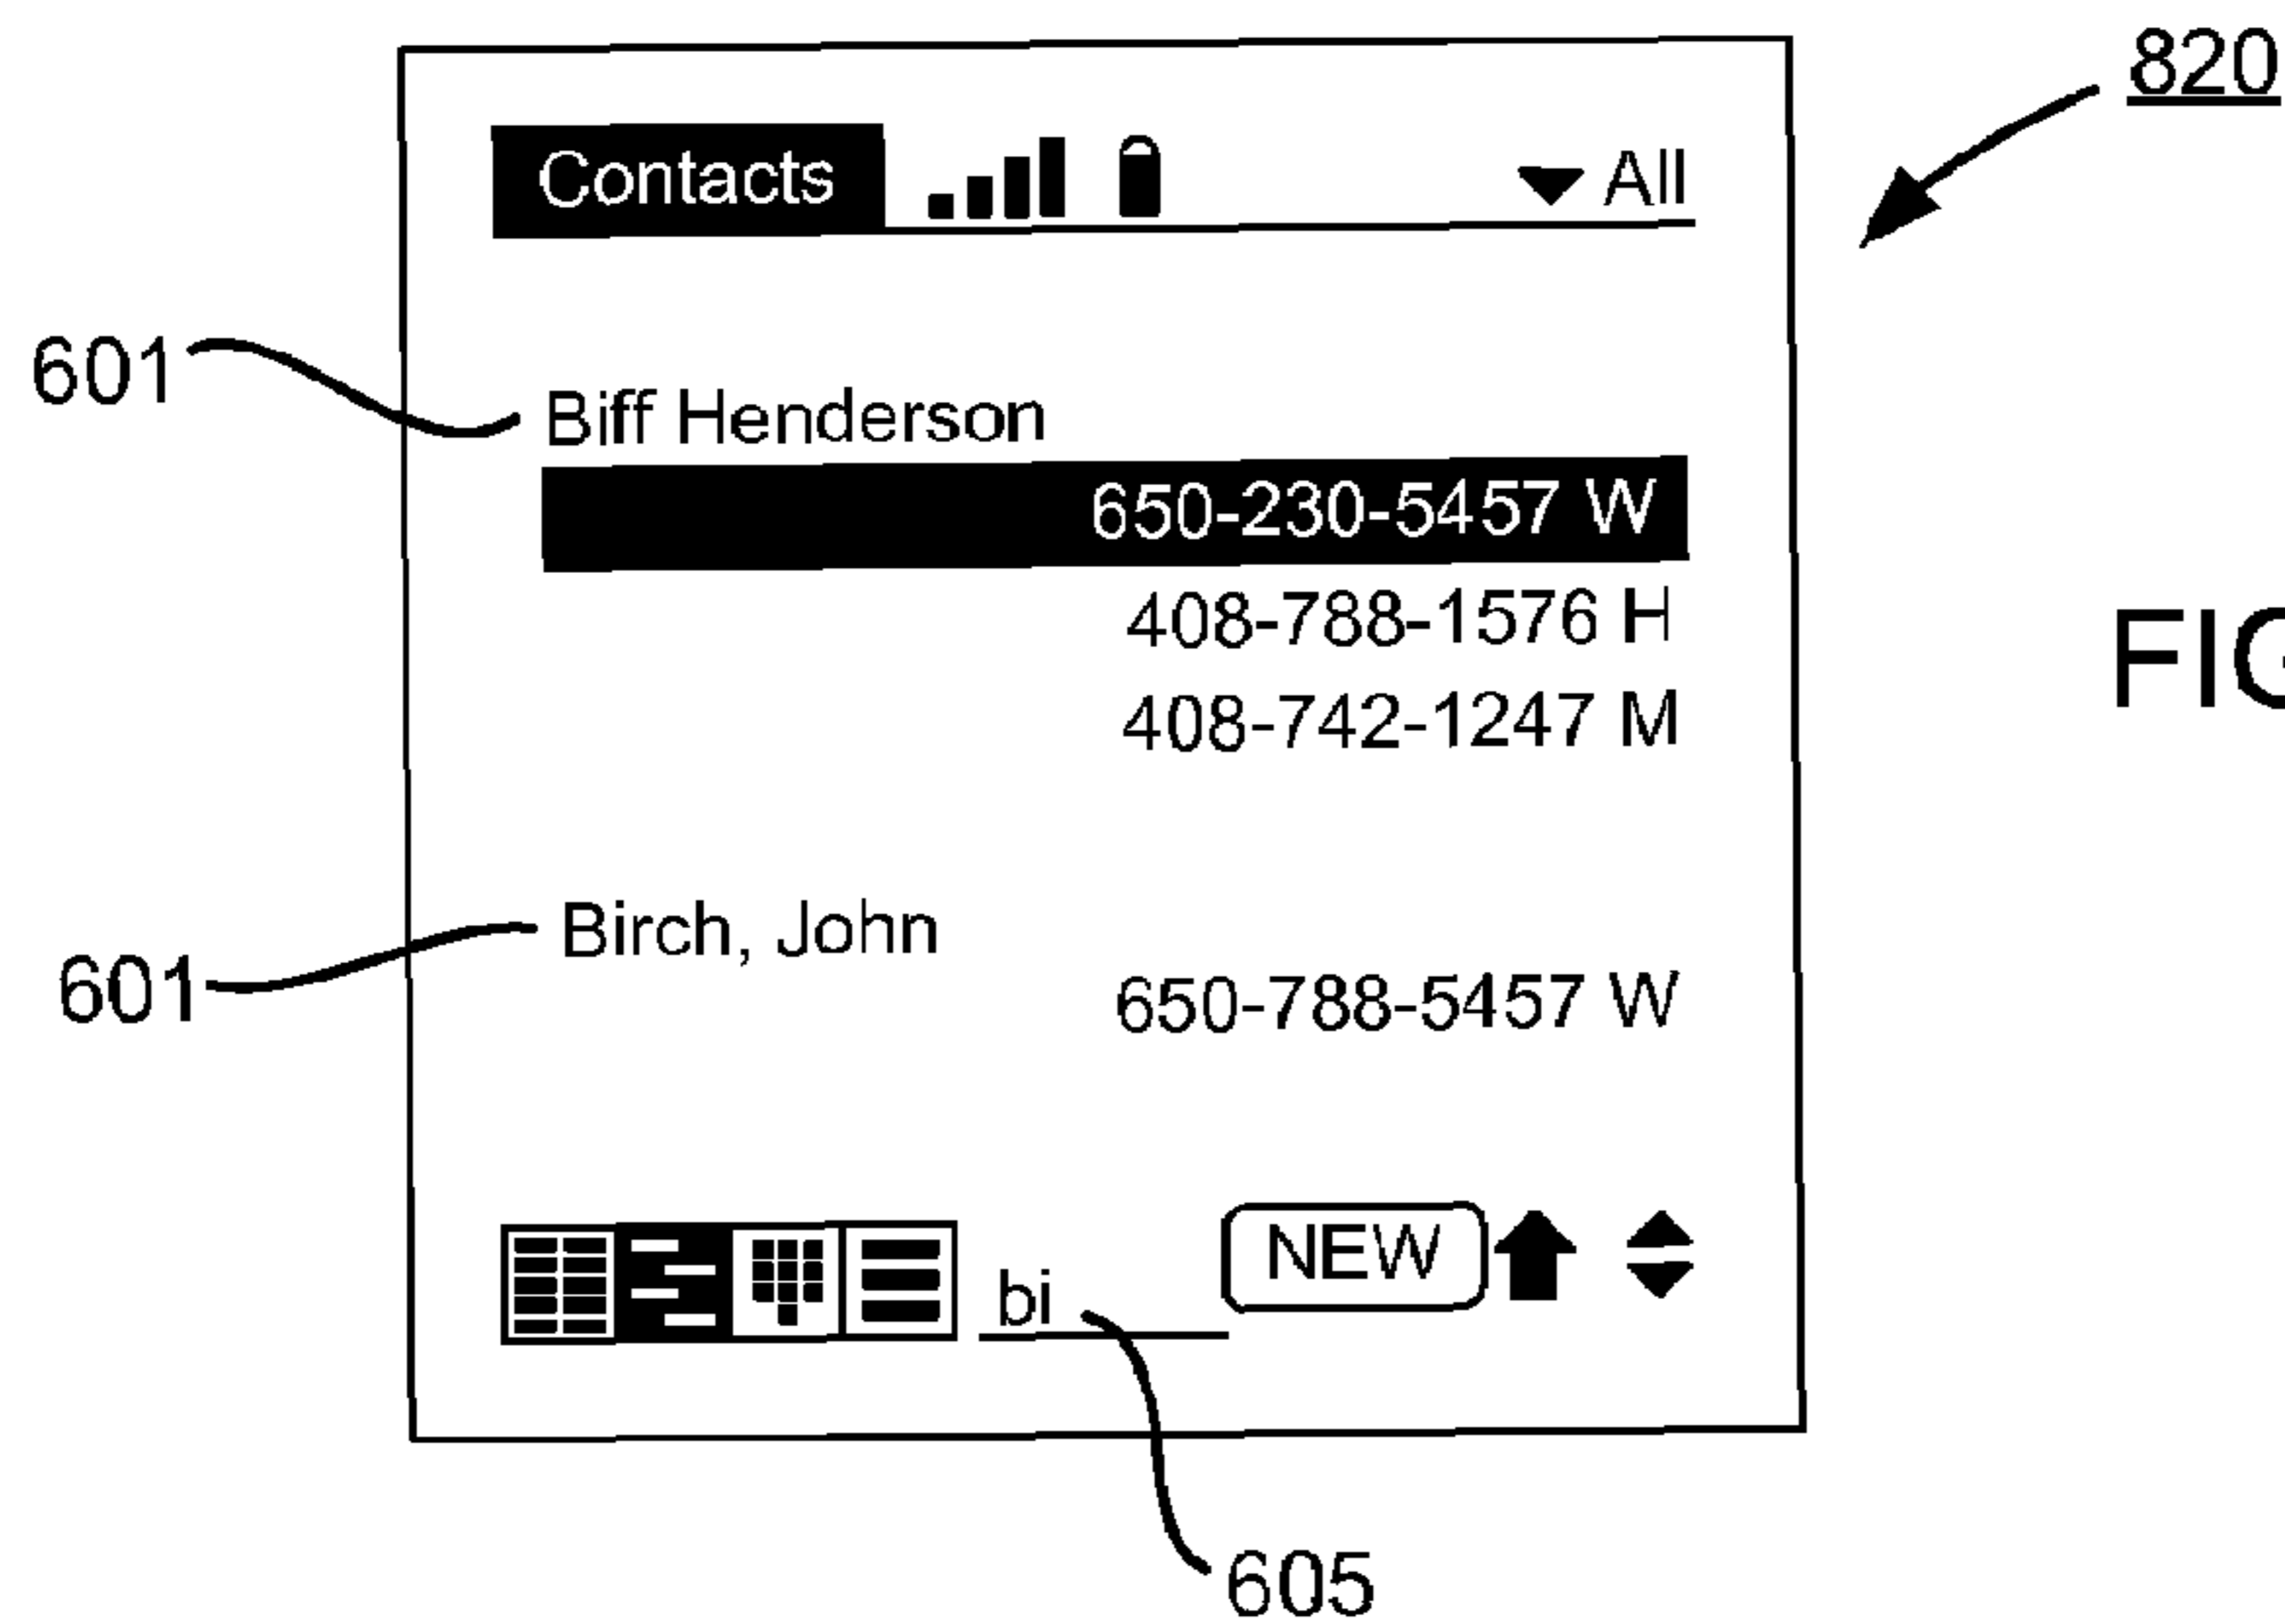 820
Contacts All
601
Biff Henderson
650-230-5457 W
408-788-1576 H
FIG
408-742-1247 M
Birch, John
601
650-788-5457 W
bi NEW
605